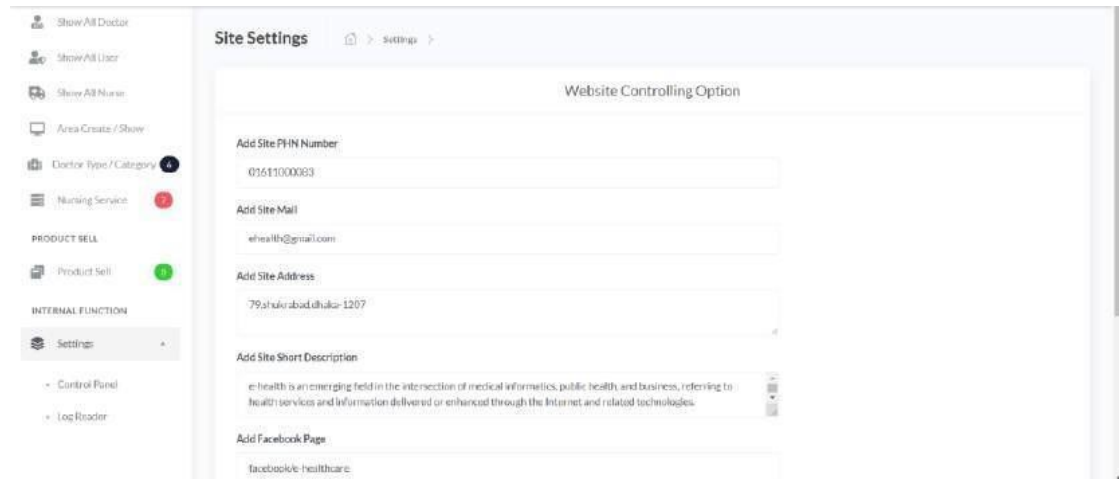 Show All Doctor
Show All User
Show All Nurse
Area Create / Show
Doctor Type / Category 4
Nursing Service 7
PRODUCT SELL
Product Sell
INTERNAL FUNCTION
Settings
Control Panel
Log Reader
Site Settings > Settings >
Website Controlling Option
Add Site PHN Number
01611000083
Add Site Mail
ehealth@gmail.com
Add Site Address
79,shukrabad,dhaka-1207
Add Site Short Description
e-health is an emerging field in the intersection of medical informatics, public health, and business, referring to
health services and information delivered or enhanced through the Internet and related technologies.
Add Facebook Page
facebook/e-healthcare